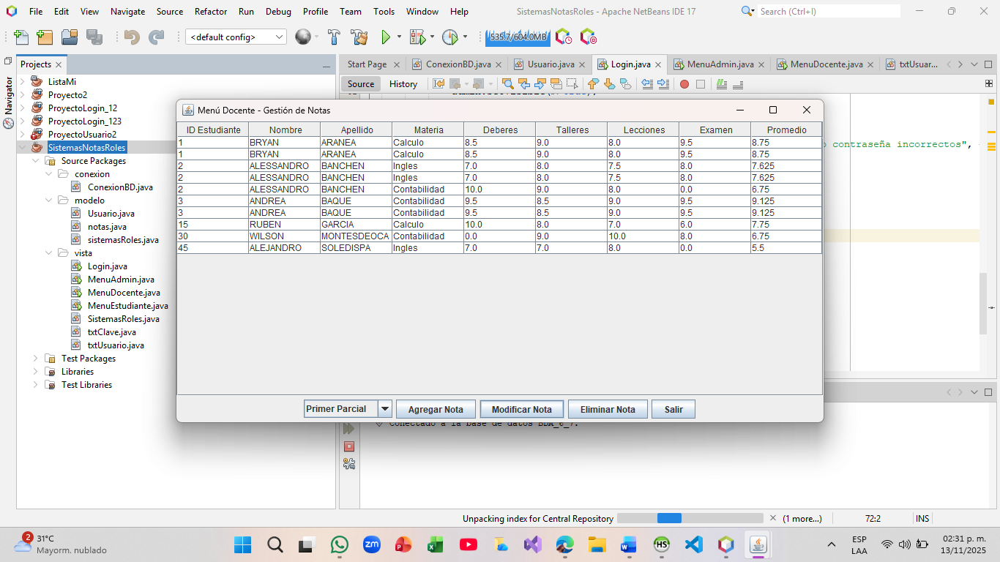 File Edit View Navigate Source Refactor Run Debug Profile Team Tools Window Help SistemasNotasRoles - Apache NetBeans IDE 17 Search (Ctrl+I)
<default config> 535.7/604.0MB
Projects
Navigator
ListaMi
Proyecto2
ProyectoLogin_12
ProyectoLogin_123
ProyectoUsuario2
SistemasNotasRoles
Source Packages
conexion
ConexionBD.java
modelo
Usuario.java
notas.java
sistemasRoles.java
vista
Login.java
MenuAdmin.java
MenuDocente.java
MenuEstudiante.java
SistemasRoles.java
txtClave.java
txtUsuario.java
Test Packages
Libraries
Test Libraries
Start Page ConexionBD.java Usuario.java Login.java MenuAdmin.java MenuDocente.java txtUsuar...
Source History
contraseña incorrectos",
Menú Docente - Gestión de Notas
ID Estudiante Nombre Apellido Materia Deberes Talleres Lecciones Examen Promedio
1 BRYAN ARANEA Calculo 8.5 9.0 8.0 9.5 8.75
1 BRYAN ARANEA Calculo 8.5 9.0 8.0 9.5 8.75
2 ALESSANDRO BANCHEN Ingles 7.0 8.0 7.5 8.0 7.625
2 ALESSANDRO BANCHEN Ingles 7.0 8.0 7.5 8.0 7.625
2 ALESSANDRO BANCHEN Contabilidad 10.0 9.0 8.0 0.0 6.75
3 ANDREA BAQUE Contabilidad 9.5 8.5 9.0 9.5 9.125
3 ANDREA BAQUE Contabilidad 9.5 8.5 9.0 9.5 9.125
15 RUBEN GARCIA Calculo 10.0 8.0 7.0 6.0 7.75
30 WILSON MONTESDEOCA Contabilidad 0.0 9.0 10.0 8.0 6.75
45 ALEJANDRO SOLEDISPA Ingles 7.0 7.0 8.0 0.0 5.5
Primer Parcial Agregar Nota Modificar Nota Eliminar Nota Salir
Conectado a la base de datos BDA_6_7.
Unpacking index for Central Repository (1 more...) 72:2 INS
2 31°C
Mayorm. nublado
zm HS
ESP
LAA
02:31 p. m.
13/11/2025